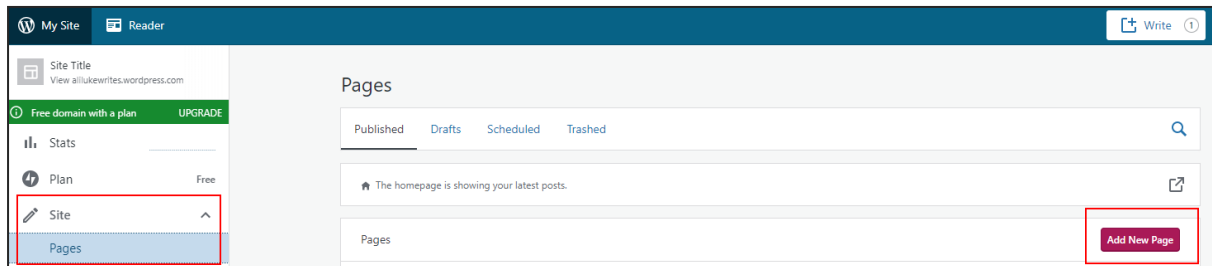 My Site Reader Write 1
Site Title
View alilukewrites.wordpress.com
Free domain with a plan UPGRADE
Stats
Plan Free
Site
Pages
Pages
Published Drafts Scheduled Trashed
The homepage is showing your latest posts.
Pages Add New Page